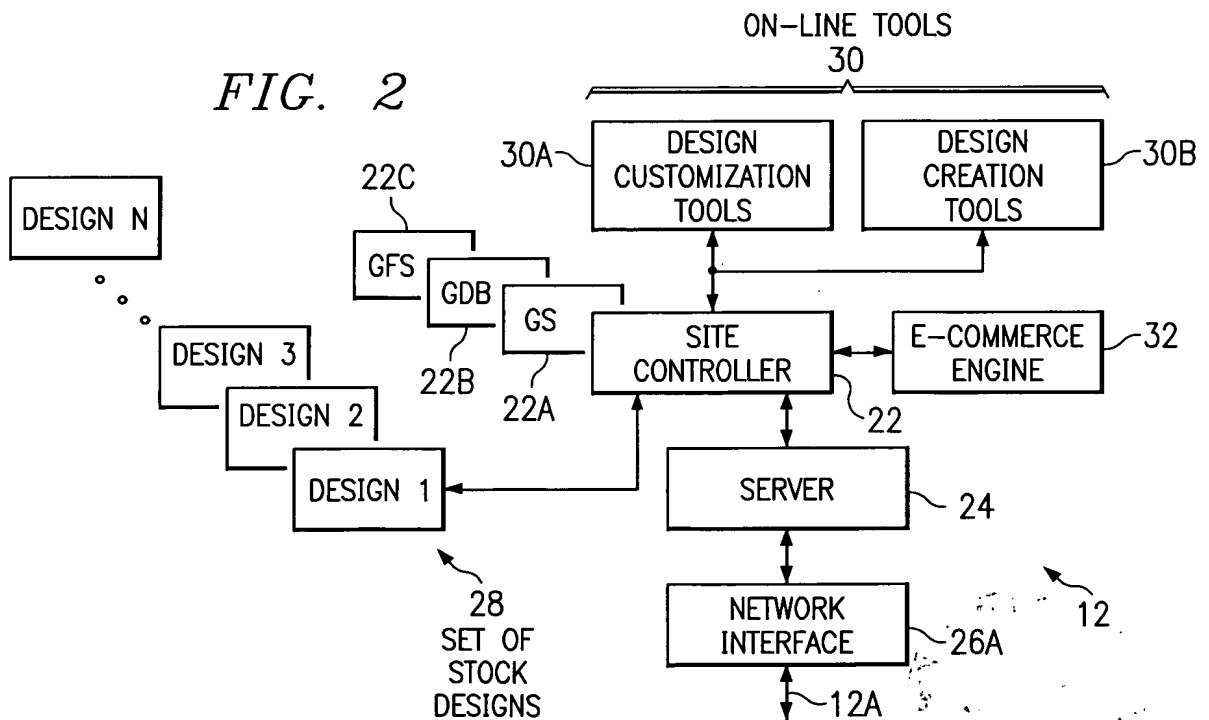 ON-LINE TOOLS
30
FIG. 2
30A
DESIGN
CUSTOMIZATION
TOOLS
DESIGN
CREATION
TOOLS
30B
DESIGN N
22C
GFS
GDB
GS
22B
22A
SITE
CONTROLLER
22
E-COMMERCE
ENGINE
32
DESIGN 3
DESIGN 2
DESIGN 1
SERVER
24
28
SET OF
STOCK
DESIGNS
NETWORK
INTERFACE
26A
12
12A